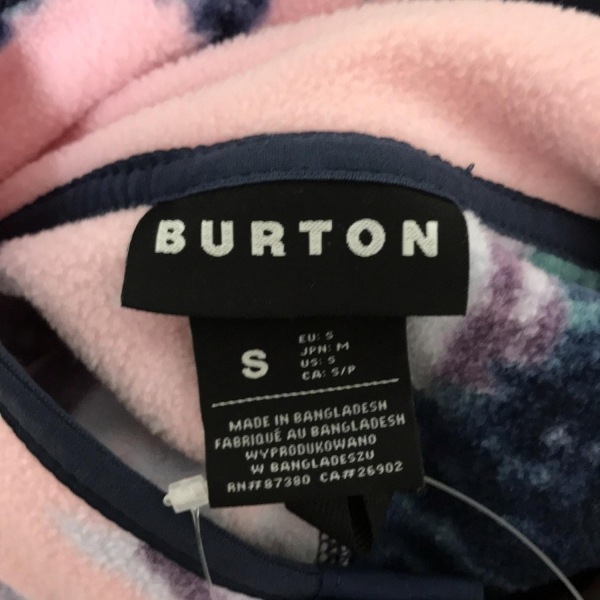 BURTON
S
EU: S
JPN: M
US: S
CA: S/P
MADE IN BANGLADESH
FABRIQUÉ AU BANGLADESH
WYPRODUKOWANO
W BANGLADESZU
RN#87380 CA#26902